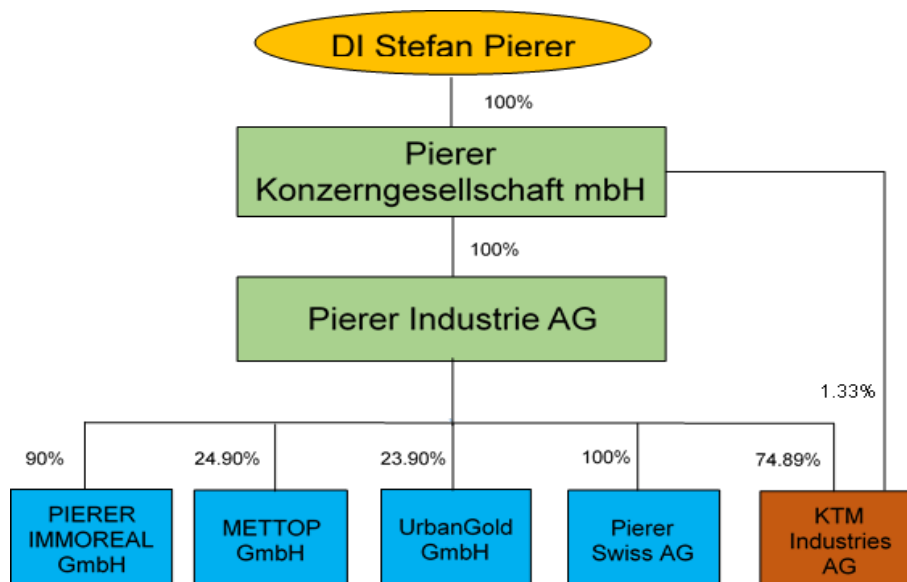 DI Stefan Pierer
100%
Pierer
Konzerngesellschaft mbH
100%
Pierer Industrie AG
1.33%
90%
24.90%
23.90%
100%
74.89%
PIERER
IMMOREAL
GmbH
METTOP
GmbH
UrbanGold
GmbH
Pierer
Swiss AG
KTM
Industries
AG